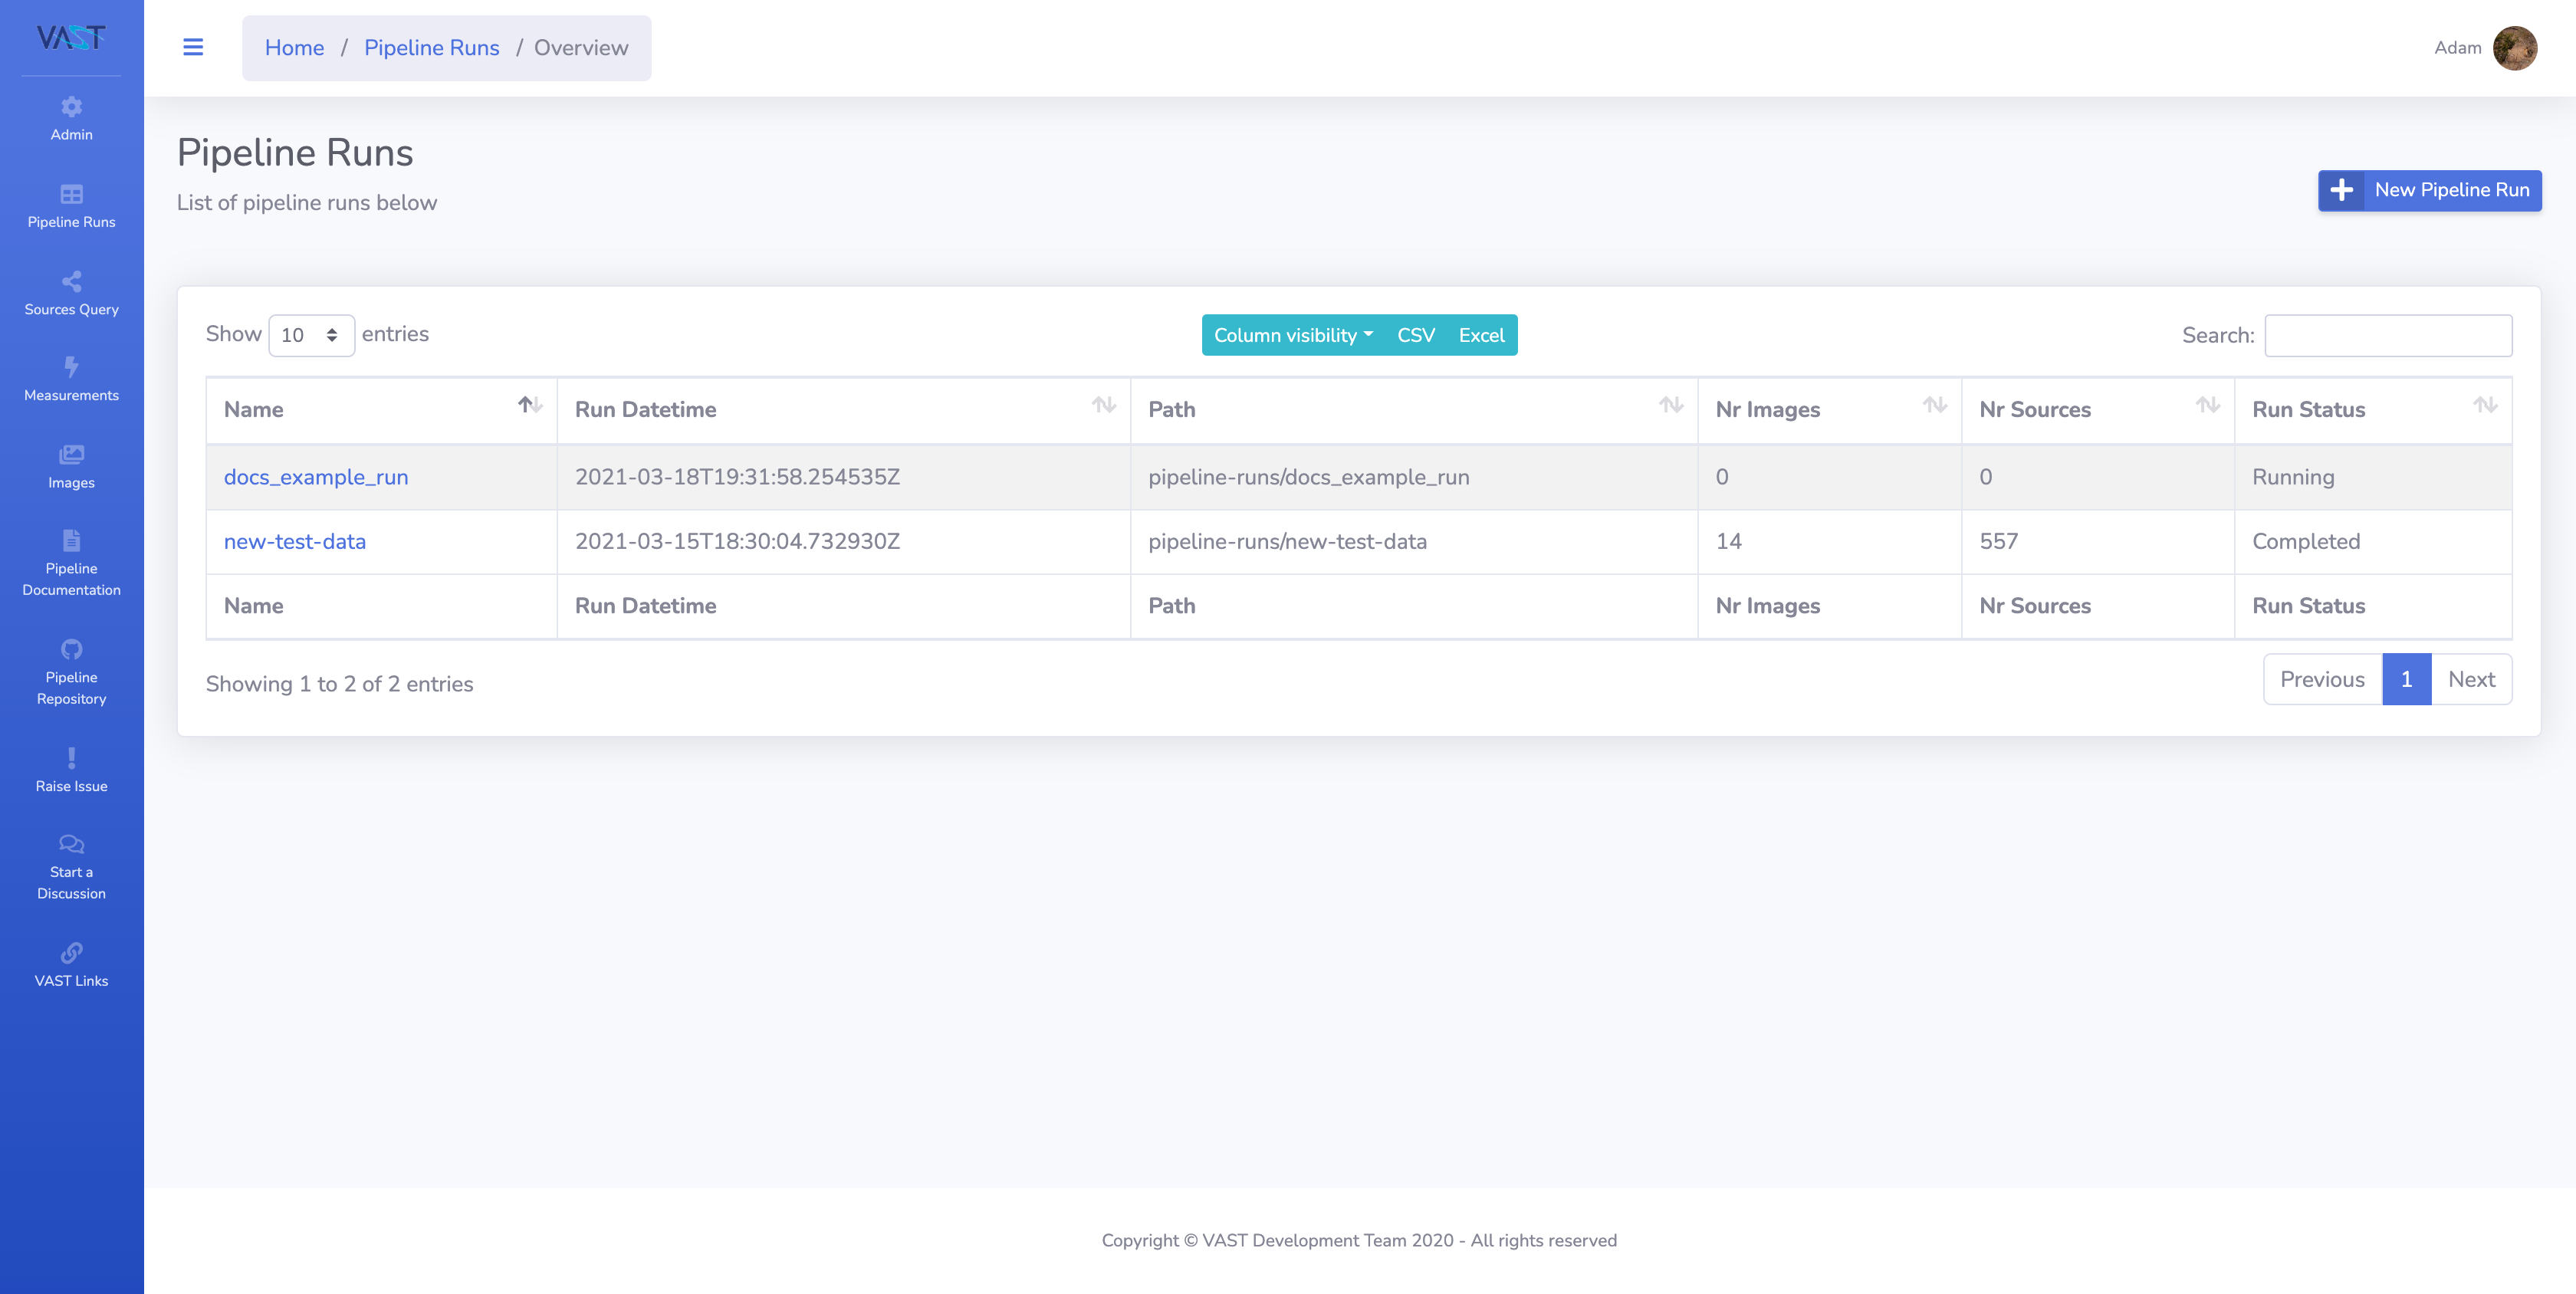 VAST
Admin
Pipeline Runs
Sources Query
Measurements
Images
Pipeline
Documentation
Pipeline
Repository
Raise Issue
Start a
Discussion
VAST Links
Home / Pipeline Runs / Overview
Adam
Pipeline Runs
List of pipeline runs below
New Pipeline Run
Show 10 entries
Column visibility CSV Excel
Search:
Name Run Datetime Path Nr Images Nr Sources Run Status
docs_example_run 2021-03-18T19:31:58.254535Z pipeline-runs/docs_example_run 0 0 Running
new-test-data 2021-03-15T18:30:04.732930Z pipeline-runs/new-test-data 14 557 Completed
Name Run Datetime Path Nr Images Nr Sources Run Status
Showing 1 to 2 of 2 entries
Previous 1 Next
Copyright © VAST Development Team 2020 - All rights reserved